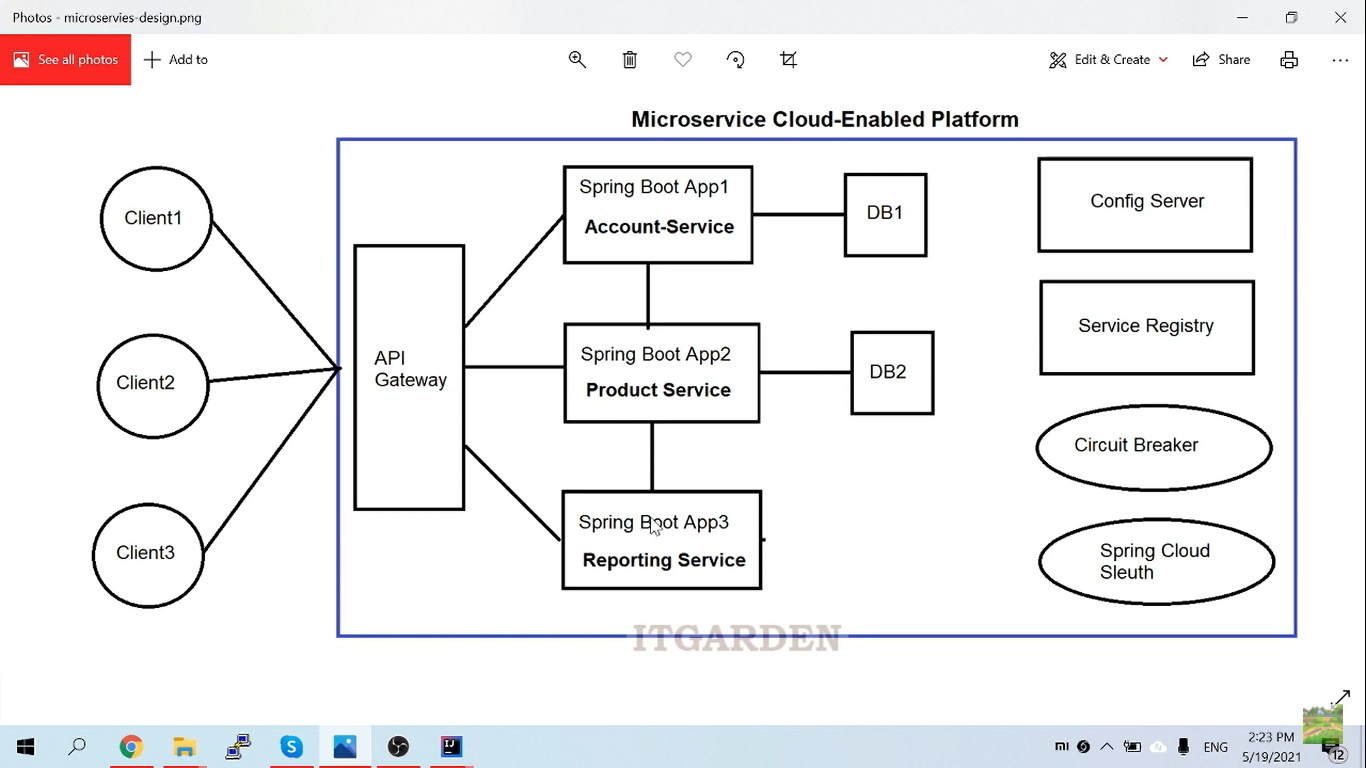 Photos - microservies-design.png
See all photos
Add to
Edit & Create
Share
Microservice Cloud-Enabled Platform
Client1
Client2
Client3
API
Gateway
Spring Boot App1
Account-Service
DB1
Spring Boot App2
Product Service
DB2
Spring Boot App3
Reporting Service
Config Server
Service Registry
Circuit Breaker
Spring Cloud
Sleuth
ITGARDEN
mi
ENG
2:23 PM
5/19/2021
12